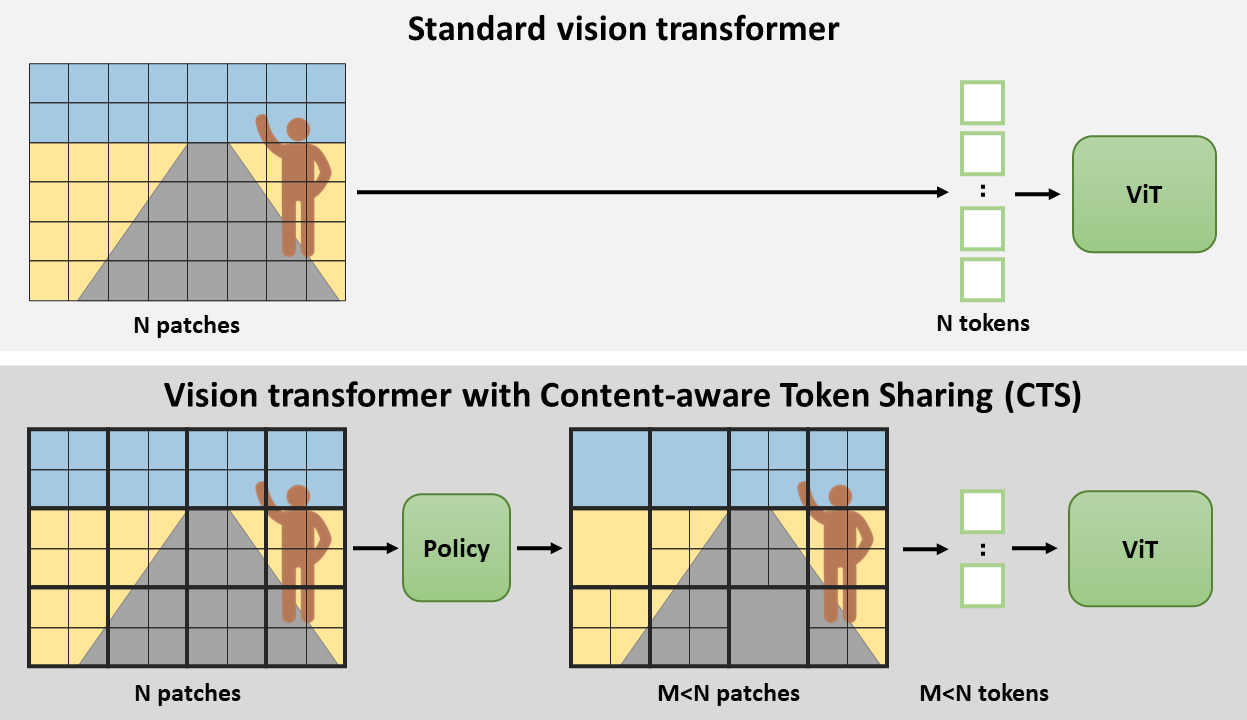 Standard vision transformer
ViT
N patches
N tokens
Vision transformer with Content-aware Token Sharing (CTS)
Policy
ViT
N patches
M<N patches
M<N tokens